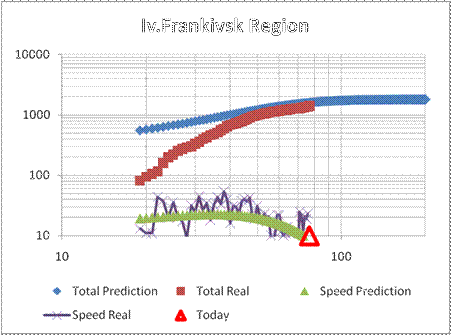 Iv.Frankivsk Region
10000
1000
100
10
10 100
Total Prediction Total Real Speed Prediction
Speed Real Today